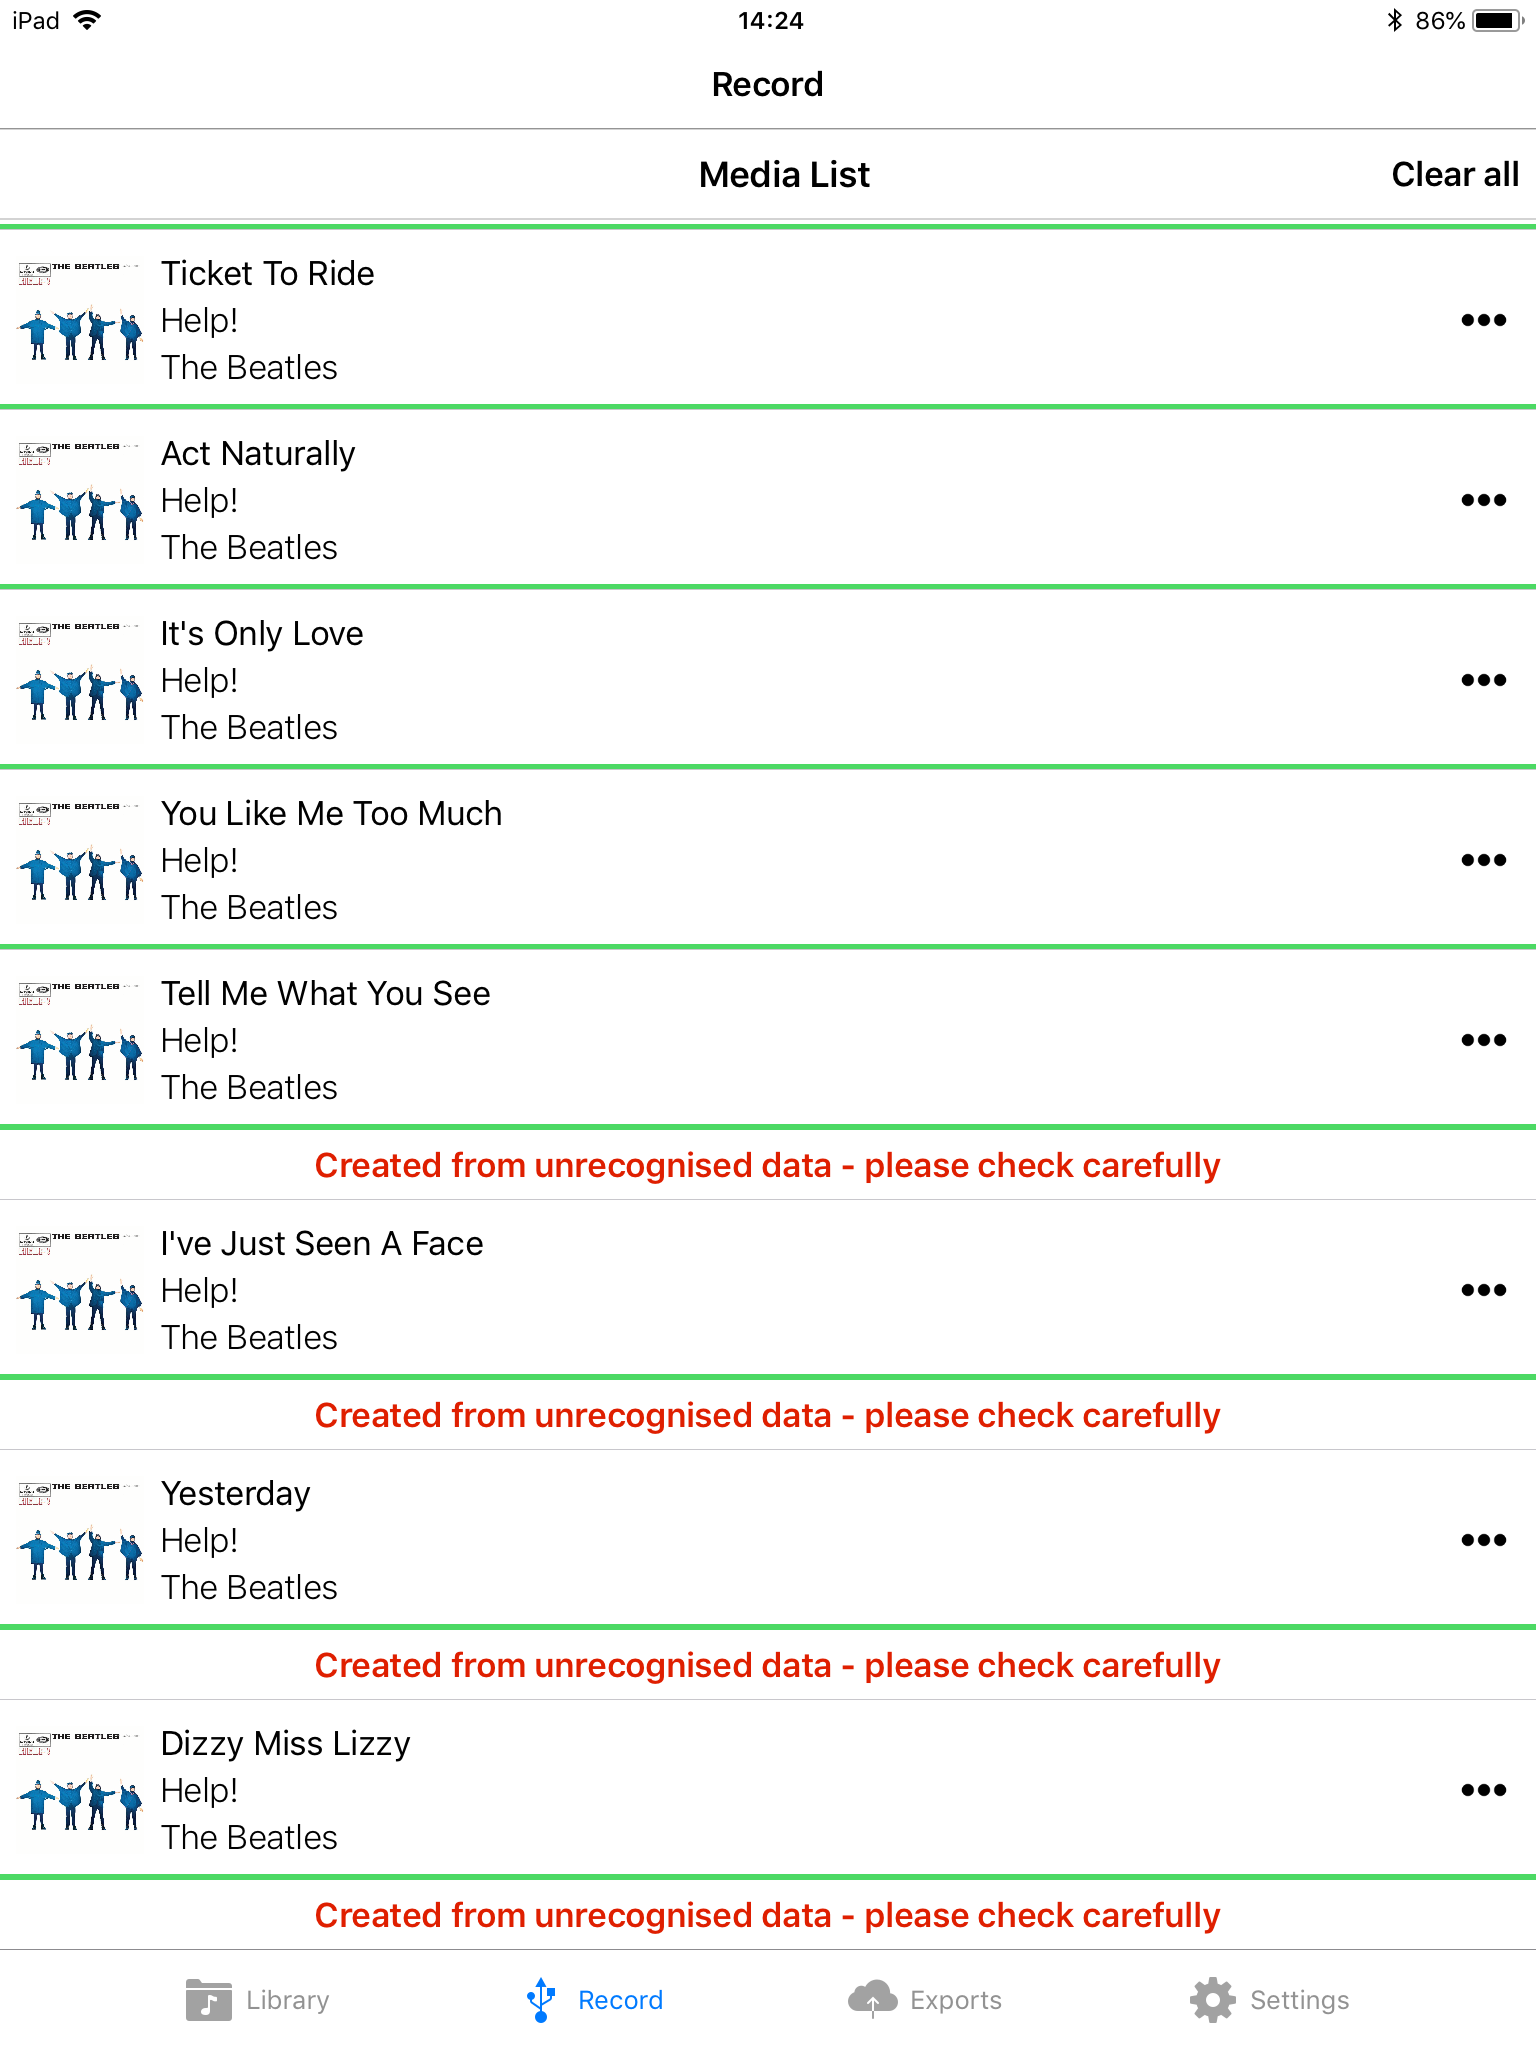 iPad 14:24 86%
Record
Media List Clear all
THE BEATLES
Ticket To Ride
Help!
The Beatles
THE BEATLES
Act Naturally
Help!
The Beatles
THE BEATLES
It's Only Love
Help!
The Beatles
THE BEATLES
You Like Me Too Much
Help!
The Beatles
THE BEATLES
Tell Me What You See
Help!
The Beatles
Created from unrecognised data - please check carefully
THE BEATLES
I've Just Seen A Face
Help!
The Beatles
Created from unrecognised data - please check carefully
THE BEATLES
Yesterday
Help!
The Beatles
Created from unrecognised data - please check carefully
THE BEATLES
Dizzy Miss Lizzy
Help!
The Beatles
Created from unrecognised data - please check carefully
Library Record Exports Settings